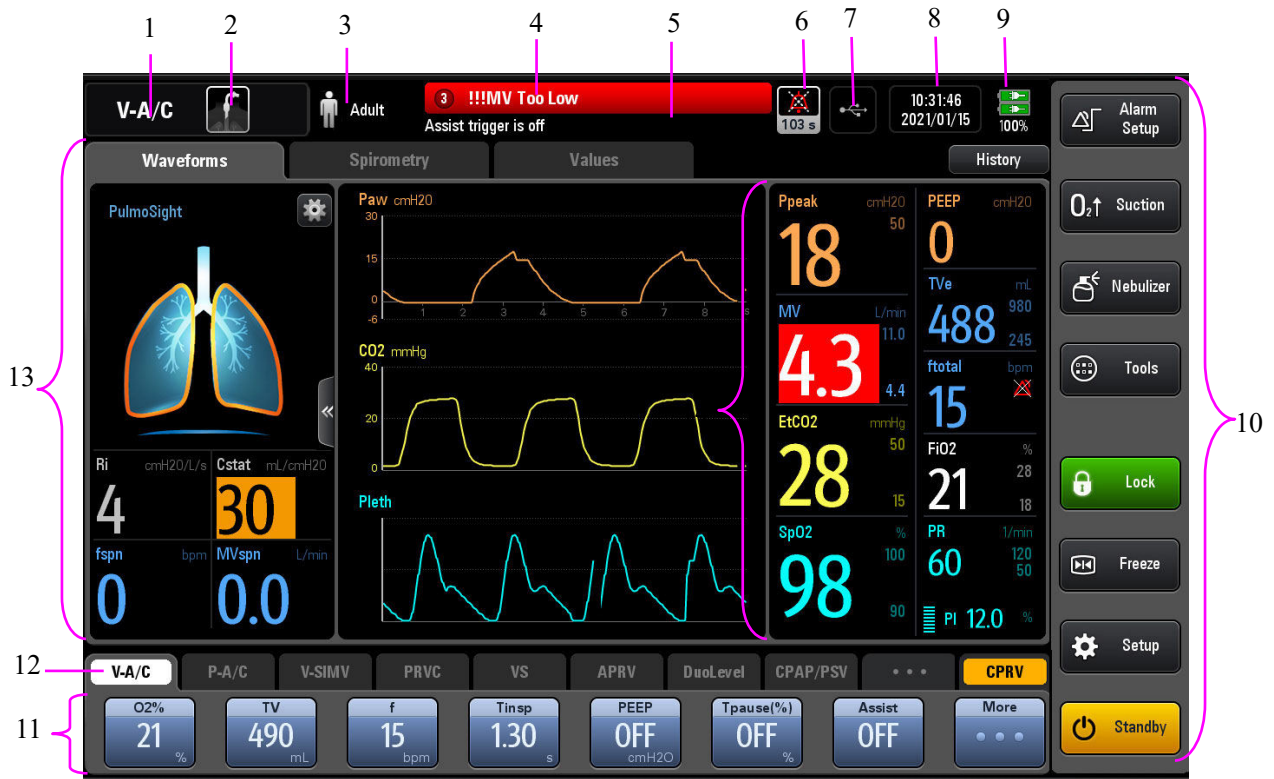 1 2 3 4 5 6 7 8 9
V-A/C
Adult
3 !!!MV Too Low
Assist trigger is off
103 s
10:31:46
2021/01/15
100%
Alarm
Setup
Waveforms Spirometry Values History
PulmoSight
Paw cmH2O
30
15
0
-6
1 2 3 4 5 6 7 8 s
CO2 mmHg
40
20
0
Pleth
Ri cmH2O/L/s
4
Cstat mL/cmH2O
30
fspn bpm
0
MVspn L/min
0.0
Ppeak cmH2O
50
18
PEEP cmH2O
0
MV L/min
11.0
4.3
4.4
TVe mL
980
488
245
ftotal bpm
15
EtCO2 mmHg
50
28
15
FiO2 %
28
21
18
SpO2 %
100
98
90
PR 1/min
120
60
50
PI 12.0 %
O2↑ Suction
Nebulizer
Tools
Lock
Freeze
Setup
Standby
10
13
12
V-A/C P-A/C V-SIMV PRVC VS APRV DuoLevel CPAP/PSV ••• CPRV
11
O2% TV f Tinsp PEEP Tpause(%) Assist More
21 490 15 1.30 OFF OFF OFF •••
% mL bpm s cmH2O %